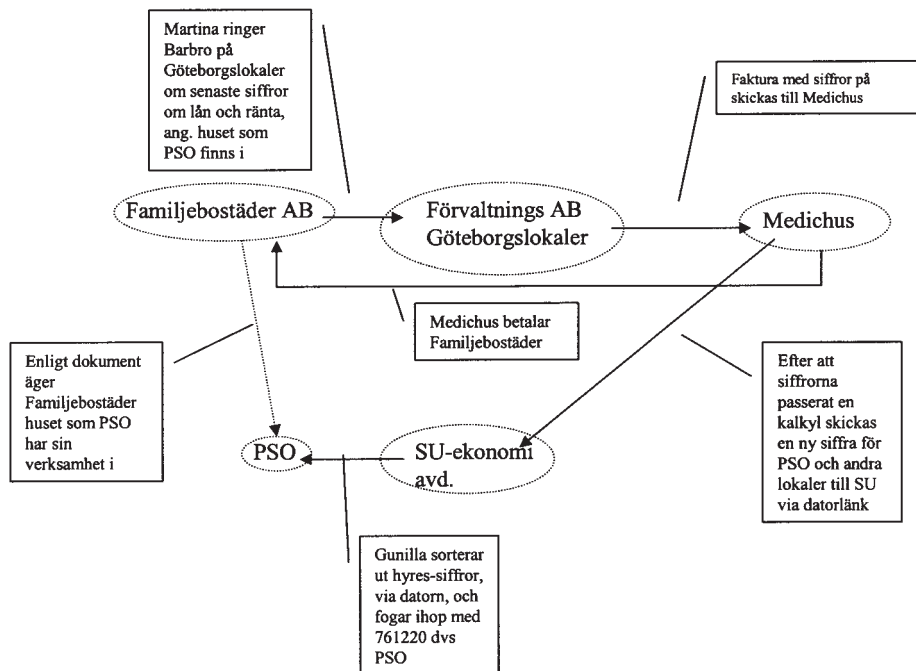 Martina ringer
Barbro på
Göteborgslokaler
om senaste siffror
om lån och ränta,
ang. huset som
PSO finns i
Faktura med siffror på
skickas till Medichus
Familjebostäder AB
Förvaltnings AB
Göteborgslokaler
Medichus
Medichus betalar
Familjebostäder
Enligt dokument
äger
Familjebostäder
huset som PSO
har sin
verksamhet i
Efter att
siffrorna
passerat en
kalkyl skickas
en ny siffra för
PSO och andra
lokaler till SU
via datorlänk
PSO
SU-ekonomi
avd.
Gunilla sorterar
ut hyres-siffror,
via datorn, och
fogar ihop med
761220 dvs
PSO